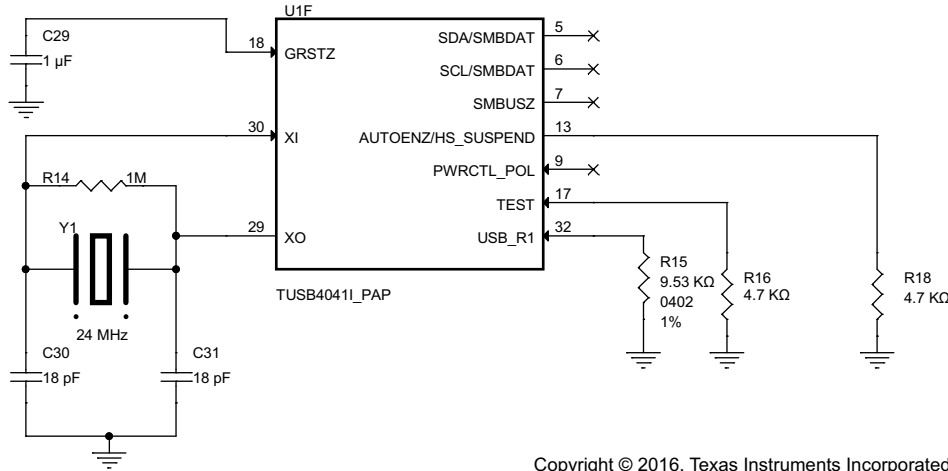 U1F
C29
1 µF
18
GRSTZ
SDA/SMBDAT
5
SCL/SMBDAT
6
SMBUSZ
7
30
XI
AUTOENZ/HS_SUSPEND
13
PWRCTL_POL
9
R14
1M
TEST
17
Y1
29
XO
USB_R1
32
R15
9.53 KΩ
0402
1%
R16
4.7 KΩ
R18
4.7 KΩ
TUSB4041I_PAP
24 MHz
C30
18 pF
C31
18 pF
Copyright © 2016, Texas Instruments Incorporated